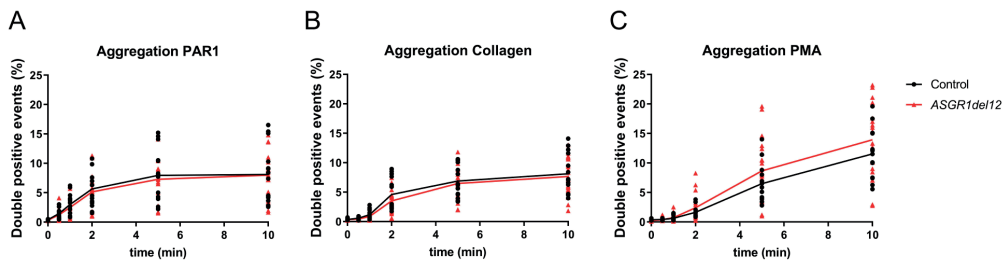 A
Aggregation PAR1
Double positive events (%)
25
20
15
10
5
0
0 2 4 6 8 10
time (min)
B
Aggregation Collagen
Double positive events (%)
25
20
15
10
5
0
0 2 4 6 8 10
time (min)
C
Aggregation PMA
Double positive events (%)
25
20
15
10
5
0
0 2 4 6 8 10
time (min)
Control
ASGR1del12